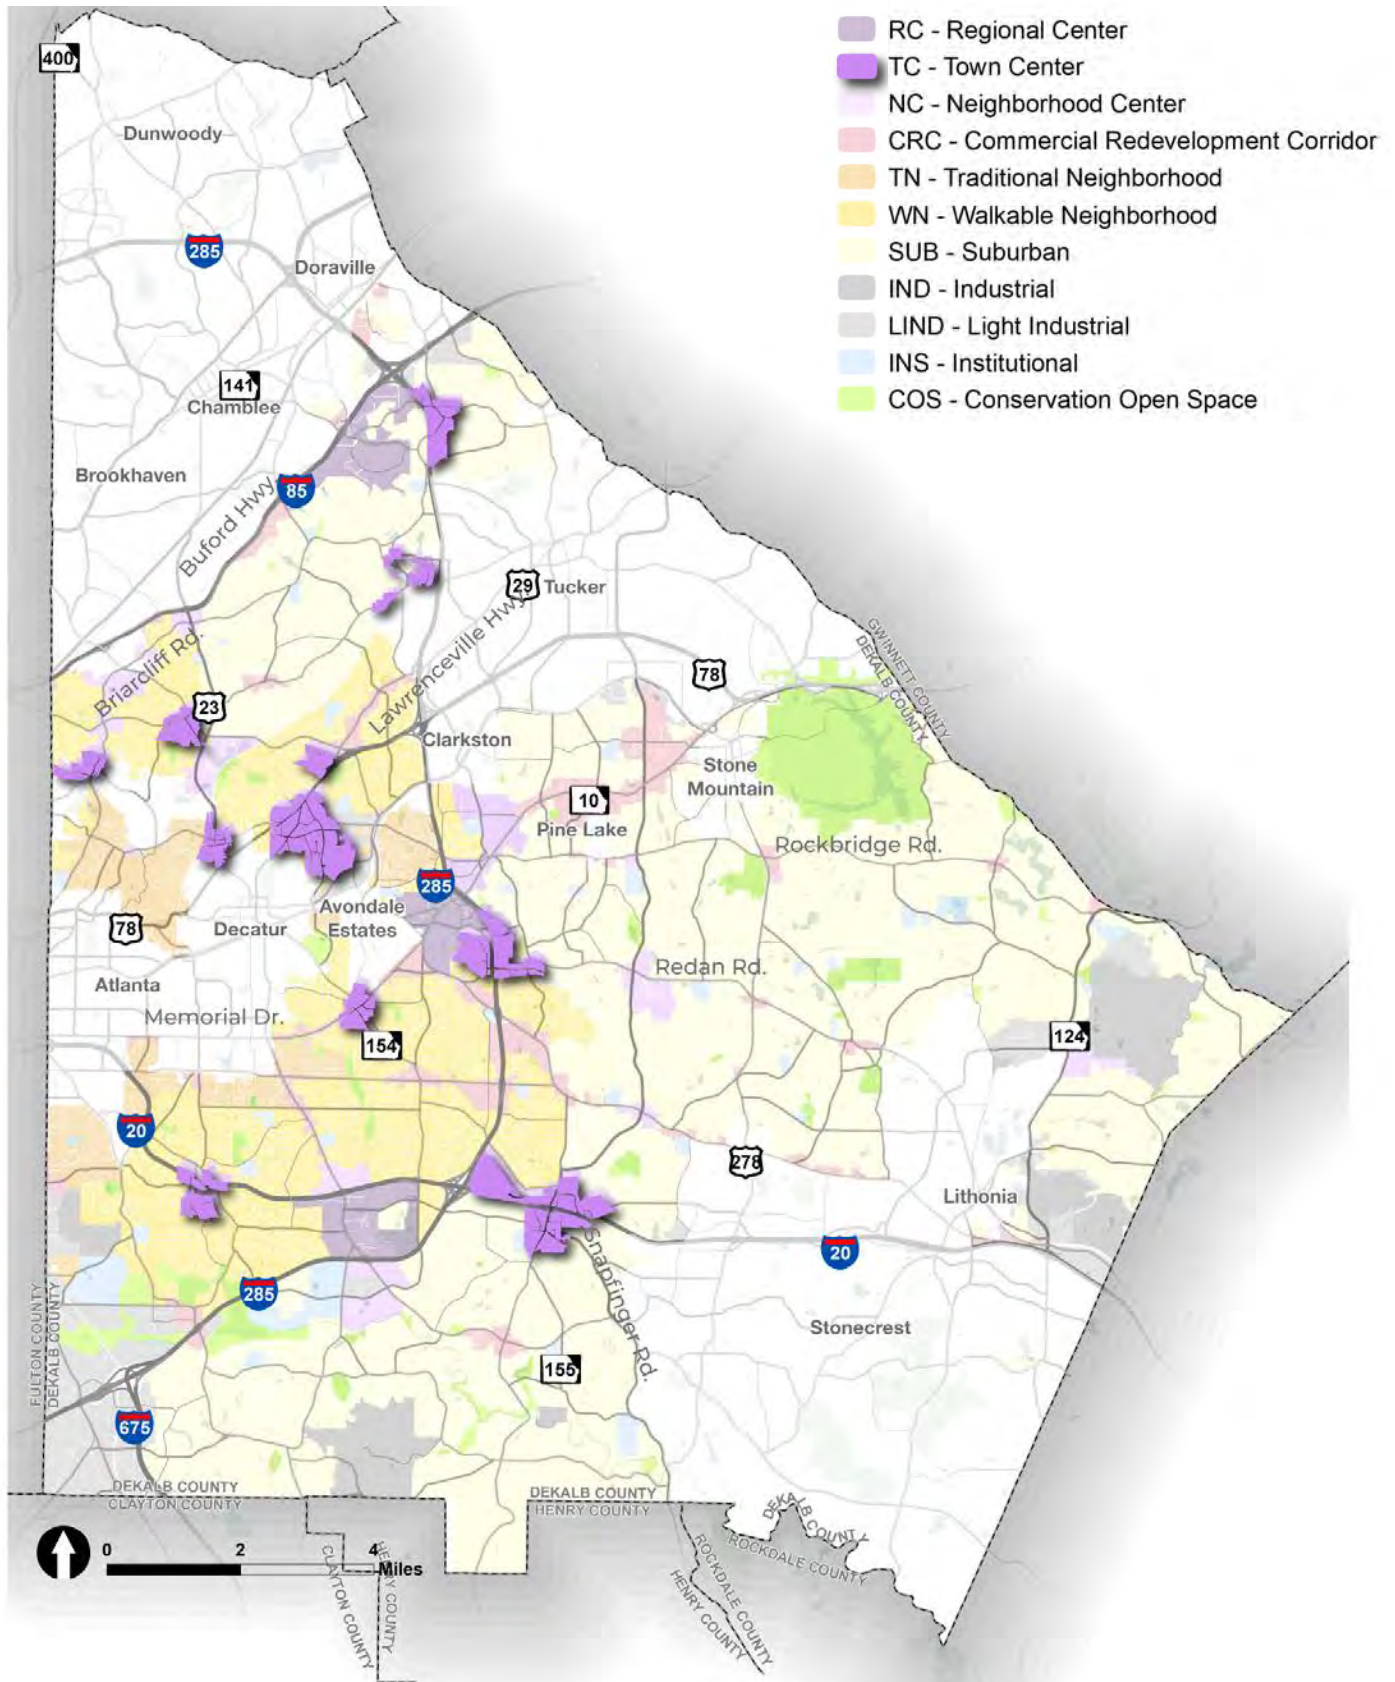 RC - Regional Center
TC - Town Center
NC - Neighborhood Center
CRC - Commercial Redevelopment Corridor
TN - Traditional Neighborhood
WN - Walkable Neighborhood
SUB - Suburban
IND - Industrial
LIND - Light Industrial
INS - Institutional
COS - Conservation Open Space
400
Dunwoody
285
Doraville
141
Chamblee
Brookhaven
85
Buford Hwy.
29
Tucker
Lawrenceville Hwy.
Briarcliff Rd.
GWINNETT COUNTY
DEKALB COUNTY
78
23
Clarkston
Stone
Mountain
10
Pine Lake
Rockbridge Rd.
285
Avondale
Estates
Decatur
78
Redan Rd.
Atlanta
Memorial Dr.
154
124
20
278
Lithonia
20
Snapfinger Rd.
285
Stonecrest
FULTON COUNTY
DEKALB COUNTY
155
675
DEKALB COUNTY
CLAYTON COUNTY
DEKALB COUNTY
HENRY COUNTY
DEKALB COUNTY
ROCKDALE COUNTY
0 2 4
Miles
CLAYTON COUNTY
HENRY COUNTY
ROCKDALE COUNTY
HENRY COUNTY